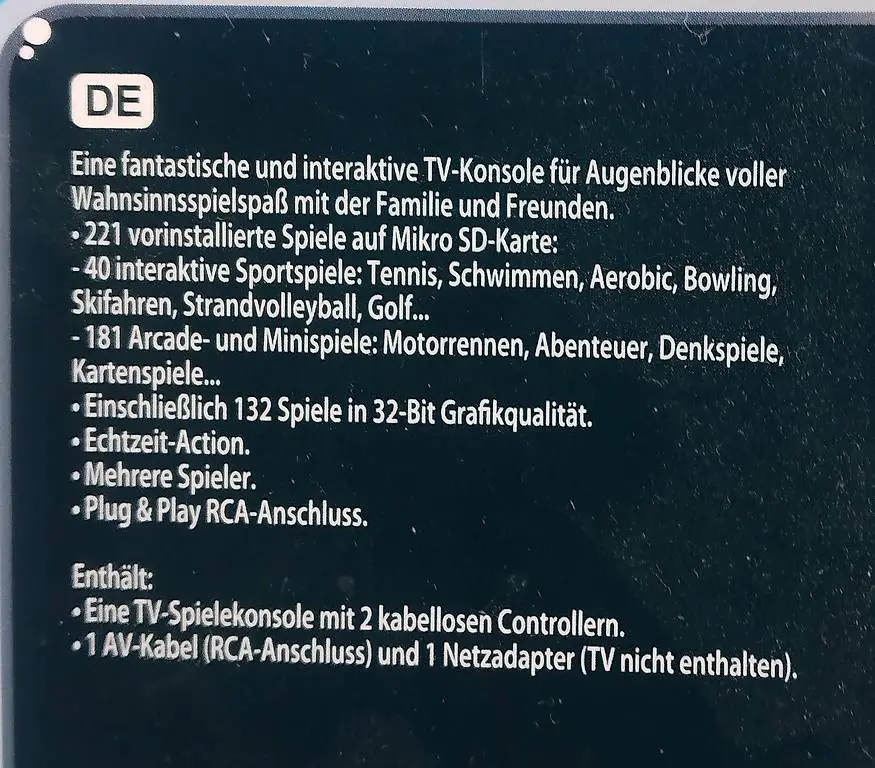 DE
Eine fantastische und interaktive TV-Konsole für Augenblicke voller
Wahnsinnsspielspaß mit der Familie und Freunden.
• 221 vorinstallierte Spiele auf Mikro SD-Karte:
- 40 interaktive Sportspiele: Tennis, Schwimmen, Aerobic, Bowling,
Skifahren, Strandvolleyball, Golf...
- 181 Arcade- und Minispiele: Motorrennen, Abenteuer, Denkspiele,
Kartenspiele...
• Einschließlich 132 Spiele in 32-Bit Grafikqualität.
• Echtzeit-Action.
• Mehrere Spieler.
• Plug & Play RCA-Anschluss.
Enthält:
• Eine TV-Spielekonsole mit 2 kabellosen Controllern.
• 1 AV-Kabel (RCA-Anschluss) und 1 Netzadapter (TV nicht enthalten).